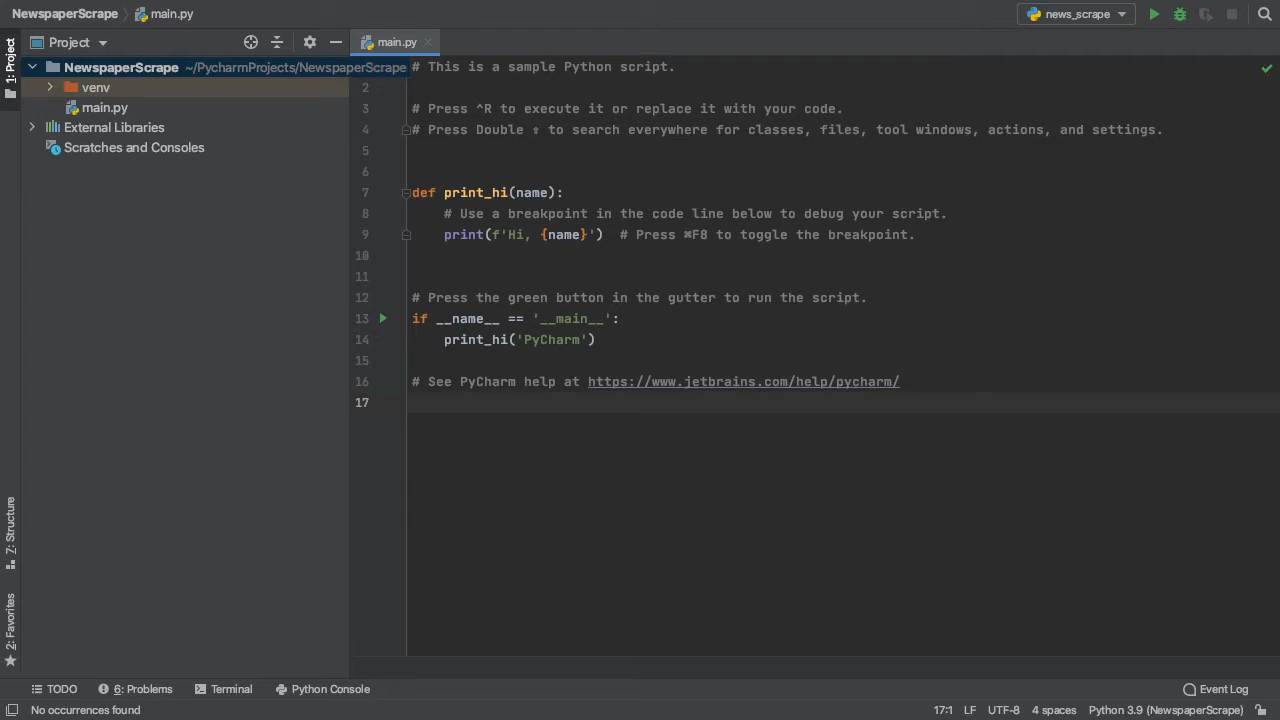 NewspaperScrape main.py news_scrape
Project main.py
1: Project
NewspaperScrape ~/PycharmProjects/NewspaperScrape
venv
main.py
External Libraries
Scratches and Consoles
# This is a sample Python script.
2
3 # Press ^R to execute it or replace it with your code.
4 # Press Double ⇧ to search everywhere for classes, files, tool windows, actions, and settings.
5
6
7 def print_hi(name):
8 # Use a breakpoint in the code line below to debug your script.
9 print(f'Hi, {name}') # Press ⌘F8 to toggle the breakpoint.
10
11
12 # Press the green button in the gutter to run the script.
13 if __name__ == '__main__':
14 print_hi('PyCharm')
15
16 # See PyCharm help at https://www.jetbrains.com/help/pycharm/
17
Z: Structure
2: Favorites
TODO 6: Problems Terminal Python Console Event Log
No occurrences found 17:1 LF UTF-8 4 spaces Python 3.9 (NewspaperScrape)